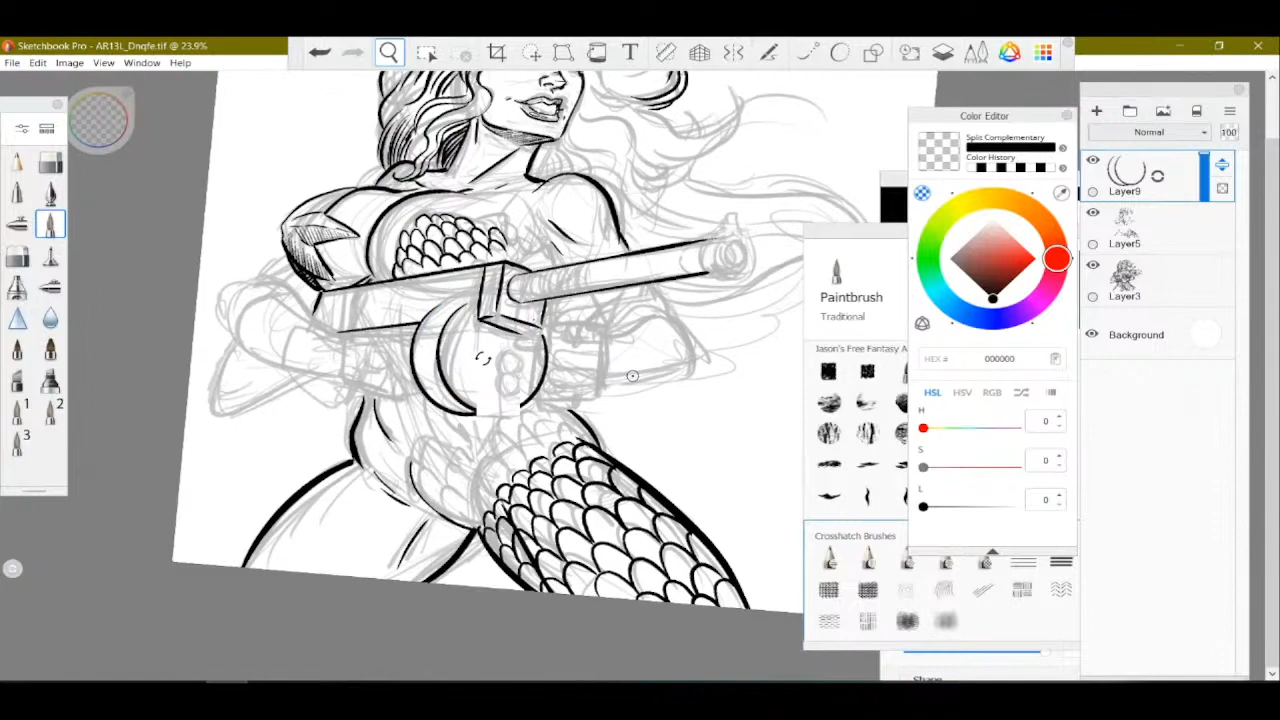 Sketchbook Pro - AR13L_Dnqfe.tif @ 23.9%
File Edit Image View Window Help
T
Color Editor
Split Complementary
Color History
Normal
100
Layer9
Layer5
Layer3
Background
Paintbrush
Traditional
HEX # 000000
Jason's Free Fantasy A
HSL HSV RGB
H
0
S
0
L
0
1
2
3
Crosshatch Brushes